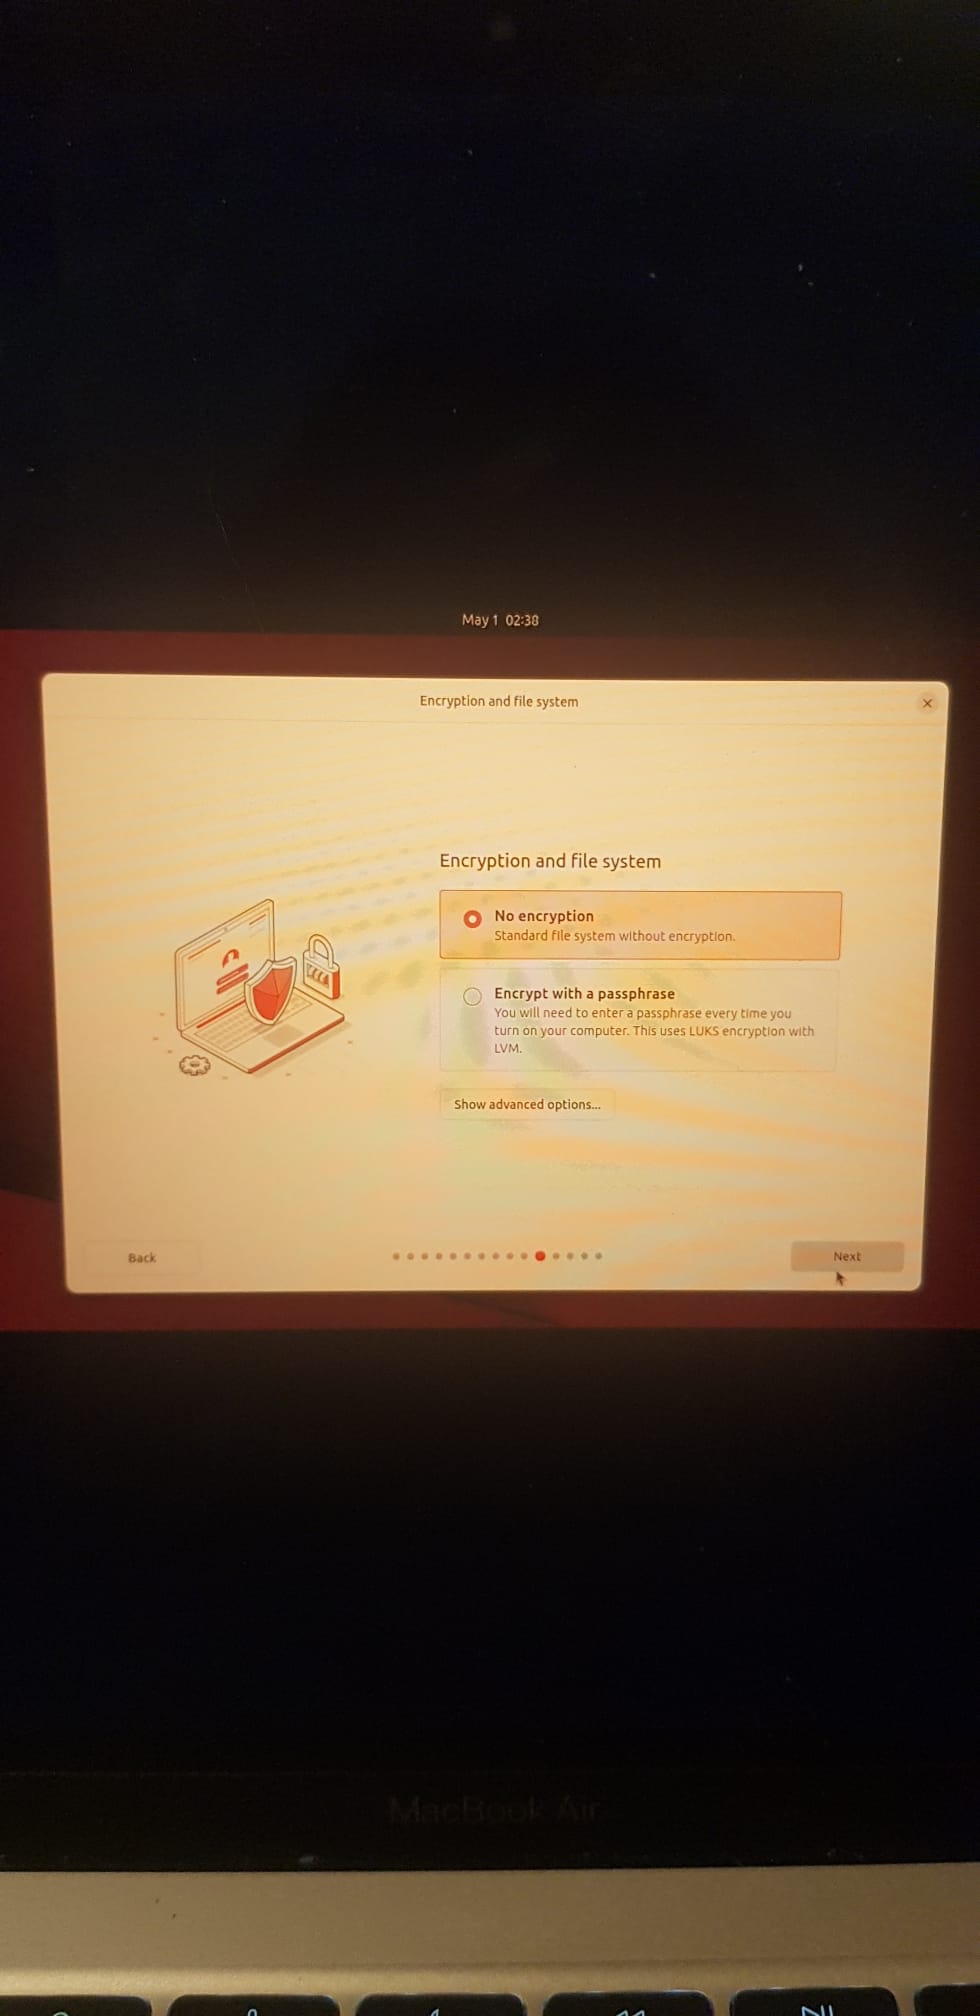 May 1 02:38
Encryption and file system
Encryption and file system
No encryption
Standard file system without encryption.
Encrypt with a passphrase
You will need to enter a passphrase every time you
turn on your computer. This uses LUKS encryption with
LVM.
Show advanced options...
Back
Next
MacBook Air